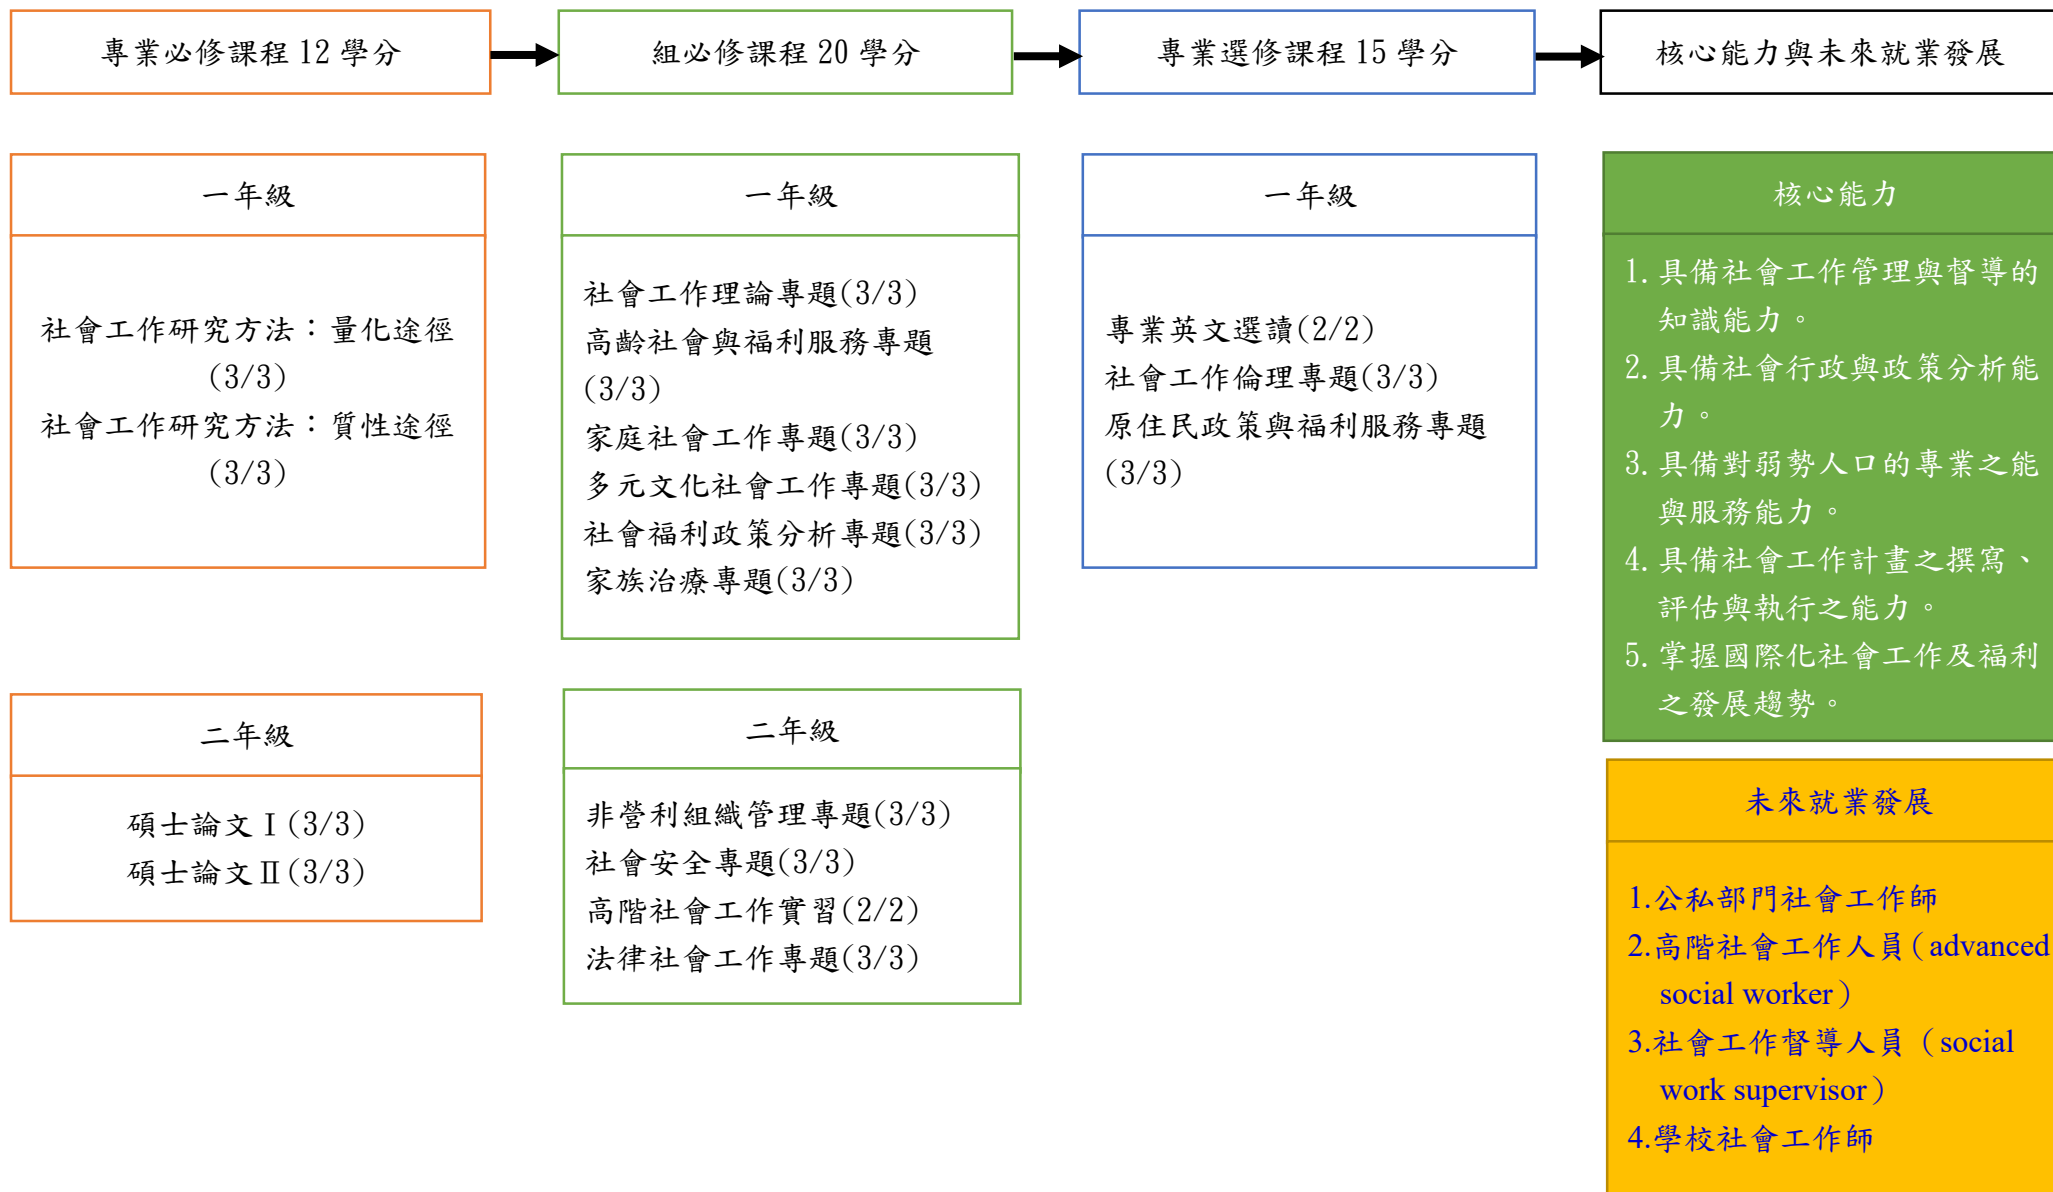 專業必修課程 12 學分
組必修課程 20 學分
專業選修課程 15 學分
核心能力與未來就業發展
一年級
社會工作研究方法：量化途徑
(3/3)
社會工作研究方法：質性途徑
(3/3)
二年級
碩士論文 I (3/3)
碩士論文Ⅱ(3/3)
一年級
社會工作理論專題(3/3)
高齡社會與福利服務專題
(3/3)
家庭社會工作專題(3/3)
多元文化社會工作專題(3/3)
社會福利政策分析專題(3/3)
家族治療專題(3/3)
二年級
非營利組織管理專題(3/3)
社會安全專題(3/3)
高階社會工作實習(2/2)
法律社會工作專題(3/3)
一年級
專業英文選讀(2/2)
社會工作倫理專題(3/3)
原住民政策與福利服務專題
(3/3)
核心能力
1. 具備社會工作管理與督導的
知識能力。
2. 具備社會行政與政策分析能
力。
3. 具備對弱勢人口的專業之能
與服務能力。
4. 具備社會工作計畫之撰寫、
評估與執行之能力。
5. 掌握國際化社會工作及福利
之發展趨勢。
未來就業發展
1.公私部門社會工作師
2.高階社會工作人員（advanced
social worker）
3.社會工作督導人員（social
work supervisor）
4.學校社會工作師